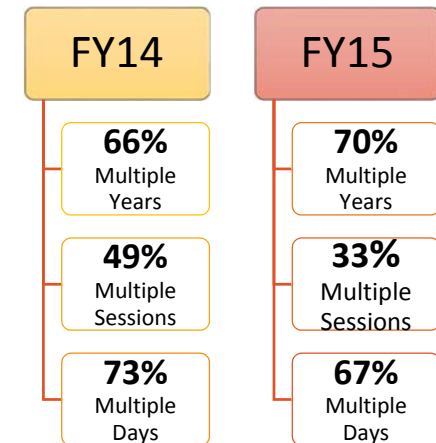 FY14
66%
Multiple
Years
49%
Multiple
Sessions
73%
Multiple
Days
FY15
70%
Multiple
Years
33%
Multiple
Sessions
67%
Multiple
Days